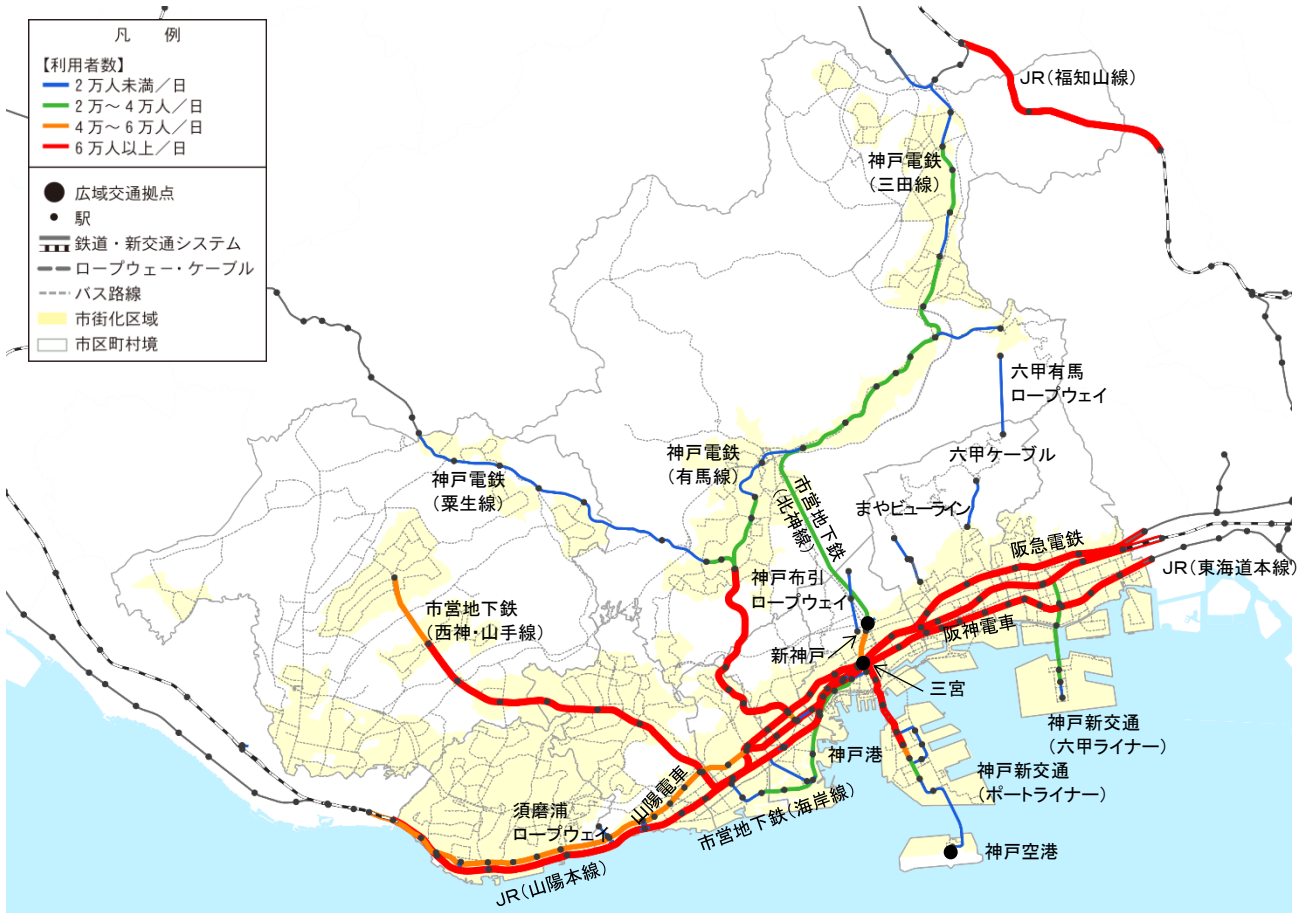 凡 例
【利用者数】
2万人未満/日
2万～4万人/日
4万～6万人/日
6万人以上/日
広域交通拠点
駅
鉄道・新交通システム
ロープウェー・ケーブル
バス路線
市街化区域
市区町村境
JR(福知山線)
神戸電鉄
(三田線)
六甲有馬
ロープウェイ
六甲ケーブル
神戸電鉄
(有馬線)
神戸電鉄
(粟生線)
市営地下鉄
(北神線)
まやビューライン
阪急電鉄
JR(東海道本線)
神戸布引
ロープウェイ
市営地下鉄
(西神・山手線)
阪神電車
新神戸
三宮
神戸新交通
(六甲ライナー)
神戸港
神戸新交通
(ポートライナー)
山陽電車
須磨浦
ロープウェイ
市営地下鉄(海岸線)
神戸空港
JR(山陽本線)